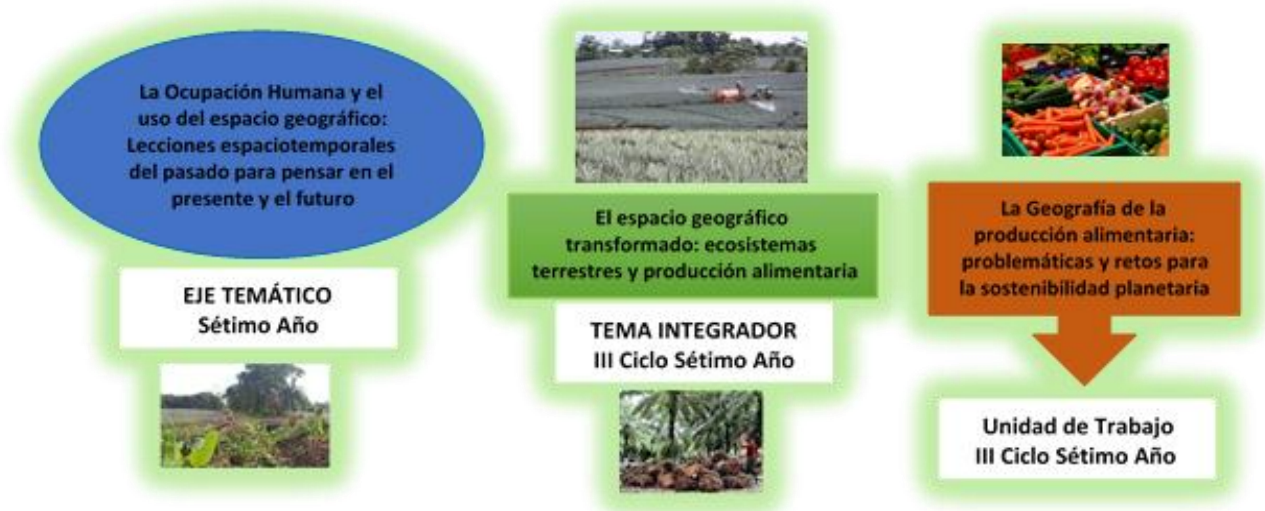 La Ocupación Humana y el
uso del espacio geográfico:
Lecciones espaciotemporales
del pasado para pensar en el
presente y el futuro
EJE TEMÁTICO
Sétimo Año
El espacio geográfico
transformado: ecosistemas
terrestres y producción alimentaria
TEMA INTEGRADOR
III Ciclo Sétimo Año
La Geografía de la
producción alimentaria:
problemáticas y retos para
la sostenibilidad planetaria
Unidad de Trabajo
III Ciclo Sétimo Año